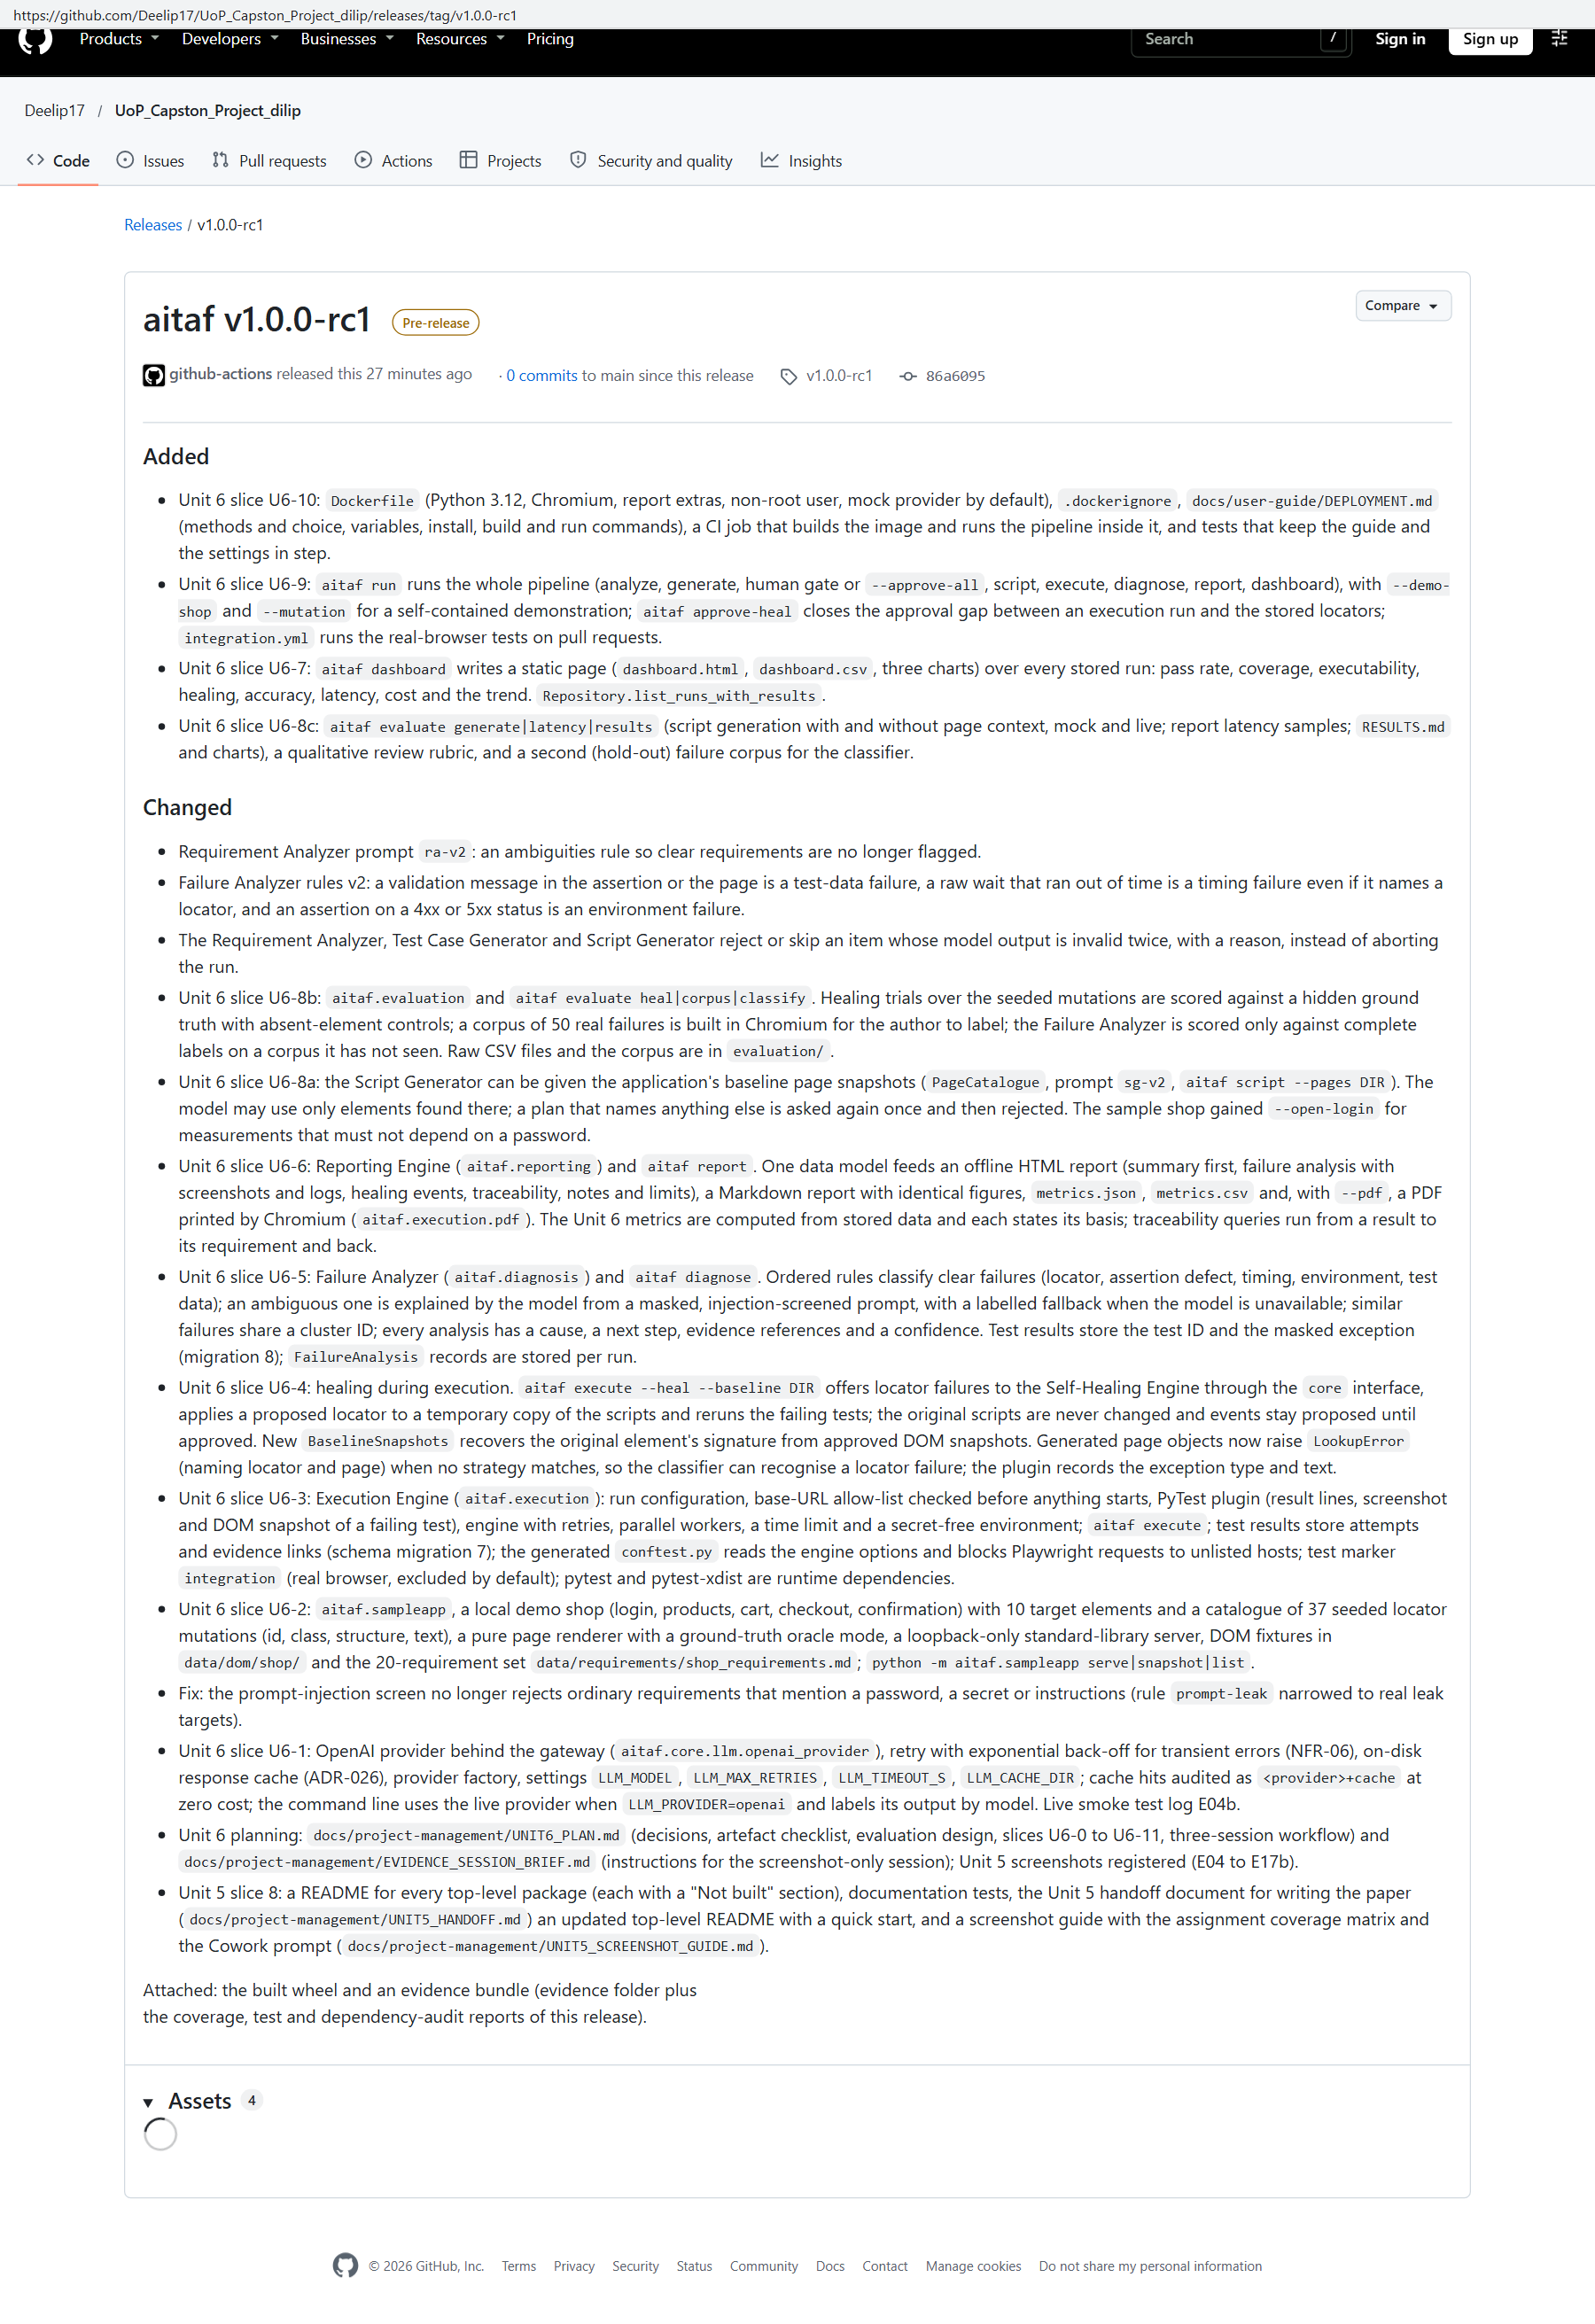 https://github.com/Deelip17/UoP_Capston_Project_dilip/releases/tag/v1.0.0-rc1
Products Developers Businesses Resources Pricing Search / Sign in Sign up
Deelip17 / UoP_Capston_Project_dilip
Code Issues Pull requests Actions Projects Security and quality Insights
Releases / v1.0.0-rc1
aitaf v1.0.0-rc1 Pre-release Compare
github-actions released this 27 minutes ago · 0 commits to main since this release v1.0.0-rc1 86a6095
Added
• Unit 6 slice U6-10: Dockerfile (Python 3.12, Chromium, report extras, non-root user, mock provider by default), .dockerignore, docs/user-guide/DEPLOYMENT.md
(methods and choice, variables, install, build and run commands), a CI job that builds the image and runs the pipeline inside it, and tests that keep the guide and
the settings in step.
• Unit 6 slice U6-9: aitaf run runs the whole pipeline (analyze, generate, human gate or --approve-all, script, execute, diagnose, report, dashboard), with --demo-
shop and --mutation for a self-contained demonstration; aitaf approve-heal closes the approval gap between an execution run and the stored locators;
integration.yml runs the real-browser tests on pull requests.
• Unit 6 slice U6-7: aitaf dashboard writes a static page (dashboard.html, dashboard.csv, three charts) over every stored run: pass rate, coverage, executability,
healing, accuracy, latency, cost and the trend. Repository.list_runs_with_results.
• Unit 6 slice U6-8c: aitaf evaluate generate|latency|results (script generation with and without page context, mock and live; report latency samples; RESULTS.md
and charts), a qualitative review rubric, and a second (hold-out) failure corpus for the classifier.
Changed
• Requirement Analyzer prompt ra-v2: an ambiguities rule so clear requirements are no longer flagged.
• Failure Analyzer rules v2: a validation message in the assertion or the page is a test-data failure, a raw wait that ran out of time is a timing failure even if it names a
locator, and an assertion on a 4xx or 5xx status is an environment failure.
• The Requirement Analyzer, Test Case Generator and Script Generator reject or skip an item whose model output is invalid twice, with a reason, instead of aborting
the run.
• Unit 6 slice U6-8b: aitaf.evaluation and aitaf evaluate heal|corpus|classify. Healing trials over the seeded mutations are scored against a hidden ground
truth with absent-element controls; a corpus of 50 real failures is built in Chromium for the author to label; the Failure Analyzer is scored only against complete
labels on a corpus it has not seen. Raw CSV files and the corpus are in evaluation/.
• Unit 6 slice U6-8a: the Script Generator can be given the application's baseline page snapshots (PageCatalogue, prompt sg-v2, aitaf script --pages DIR). The
model may use only elements found there; a plan that names anything else is asked again once and then rejected. The sample shop gained --open-login for
measurements that must not depend on a password.
• Unit 6 slice U6-6: Reporting Engine (aitaf.reporting) and aitaf report. One data model feeds an offline HTML report (summary first, failure analysis with
screenshots and logs, healing events, traceability, notes and limits), a Markdown report with identical figures, metrics.json, metrics.csv and, with --pdf, a PDF
printed by Chromium (aitaf.execution.pdf). The Unit 6 metrics are computed from stored data and each states its basis; traceability queries run from a result to
its requirement and back.
• Unit 6 slice U6-5: Failure Analyzer (aitaf.diagnosis) and aitaf diagnose. Ordered rules classify clear failures (locator, assertion defect, timing, environment, test
data); an ambiguous one is explained by the model from a masked, injection-screened prompt, with a labelled fallback when the model is unavailable; similar
failures share a cluster ID; every analysis has a cause, a next step, evidence references and a confidence. Test results store the test ID and the masked exception
(migration 8); FailureAnalysis records are stored per run.
• Unit 6 slice U6-4: healing during execution. aitaf execute --heal --baseline DIR offers locator failures to the Self-Healing Engine through the core interface,
applies a proposed locator to a temporary copy of the scripts and reruns the failing tests; the original scripts are never changed and events stay proposed until
approved. New BaselineSnapshots recovers the original element's signature from approved DOM snapshots. Generated page objects now raise LookupError
(naming locator and page) when no strategy matches, so the classifier can recognise a locator failure; the plugin records the exception type and text.
• Unit 6 slice U6-3: Execution Engine (aitaf.execution): run configuration, base-URL allow-list checked before anything starts, PyTest plugin (result lines, screenshot
and DOM snapshot of a failing test), engine with retries, parallel workers, a time limit and a secret-free environment; aitaf execute; test results store attempts
and evidence links (schema migration 7); the generated conftest.py reads the engine options and blocks Playwright requests to unlisted hosts; test marker
integration (real browser, excluded by default); pytest and pytest-xdist are runtime dependencies.
• Unit 6 slice U6-2: aitaf.sampleapp, a local demo shop (login, products, cart, checkout, confirmation) with 10 target elements and a catalogue of 37 seeded locator
mutations (id, class, structure, text), a pure page renderer with a ground-truth oracle mode, a loopback-only standard-library server, DOM fixtures in
data/dom/shop/ and the 20-requirement set data/requirements/shop_requirements.md; python -m aitaf.sampleapp serve|snapshot|list.
• Fix: the prompt-injection screen no longer rejects ordinary requirements that mention a password, a secret or instructions (rule prompt-leak narrowed to real leak
targets).
• Unit 6 slice U6-1: OpenAI provider behind the gateway (aitaf.core.llm.openai_provider), retry with exponential back-off for transient errors (NFR-06), on-disk
response cache (ADR-026), provider factory, settings LLM_MODEL, LLM_MAX_RETRIES, LLM_TIMEOUT_S, LLM_CACHE_DIR; cache hits audited as <provider>+cache at
zero cost; the command line uses the live provider when LLM_PROVIDER=openai and labels its output by model. Live smoke test log E04b.
• Unit 6 planning: docs/project-management/UNIT6_PLAN.md (decisions, artefact checklist, evaluation design, slices U6-0 to U6-11, three-session workflow) and
docs/project-management/EVIDENCE_SESSION_BRIEF.md (instructions for the screenshot-only session); Unit 5 screenshots registered (E04 to E17b).
• Unit 5 slice 8: a README for every top-level package (each with a "Not built" section), documentation tests, the Unit 5 handoff document for writing the paper
(docs/project-management/UNIT5_HANDOFF.md) an updated top-level README with a quick start, and a screenshot guide with the assignment coverage matrix and
the Cowork prompt (docs/project-management/UNIT5_SCREENSHOT_GUIDE.md).
Attached: the built wheel and an evidence bundle (evidence folder plus
the coverage, test and dependency-audit reports of this release).
Assets 4
© 2026 GitHub, Inc. Terms Privacy Security Status Community Docs Contact Manage cookies Do not share my personal information